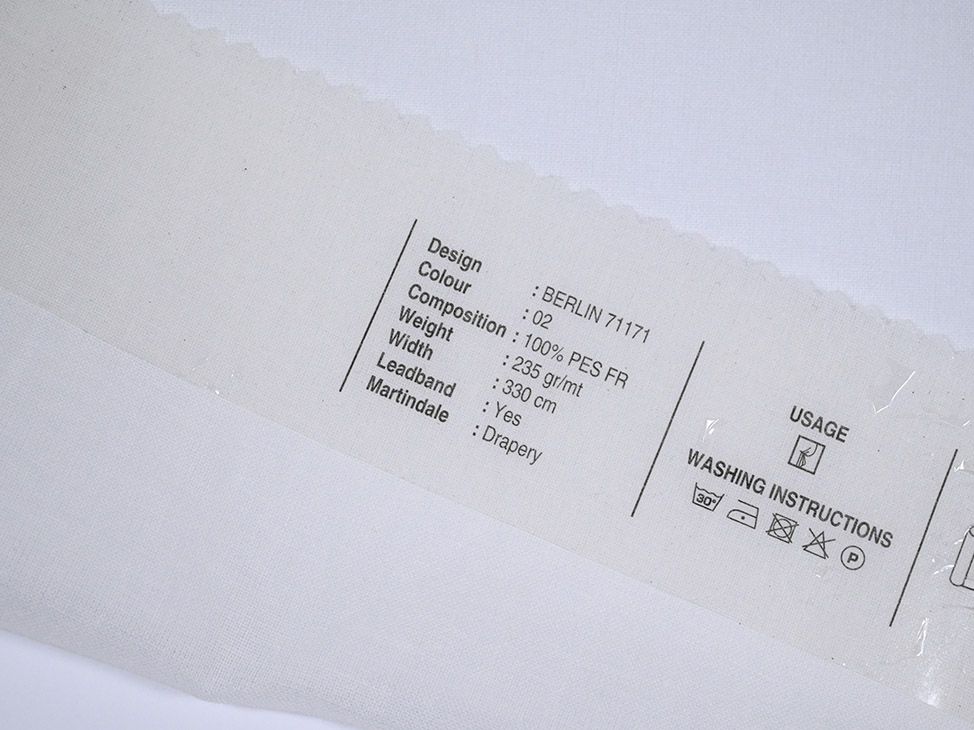 Design : BERLIN 71171
Colour : 02
Composition : 100% PES FR
Weight : 235 gr/mt
Width : 330 cm
Leadband : Yes
Martindale : Drapery
USAGE
WASHING INSTRUCTIONS
30°
P